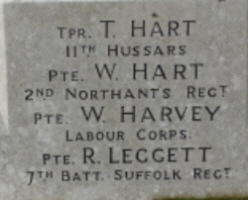 TPR. T. HART
11TH HUSSARS
PTE. W. HART
2ND NORTHANTS REGT
PTE. W. HARVEY
LABOUR CORPS.
PTE. R. LEGGETT
7TH BATT. SUFFOLK REGT.